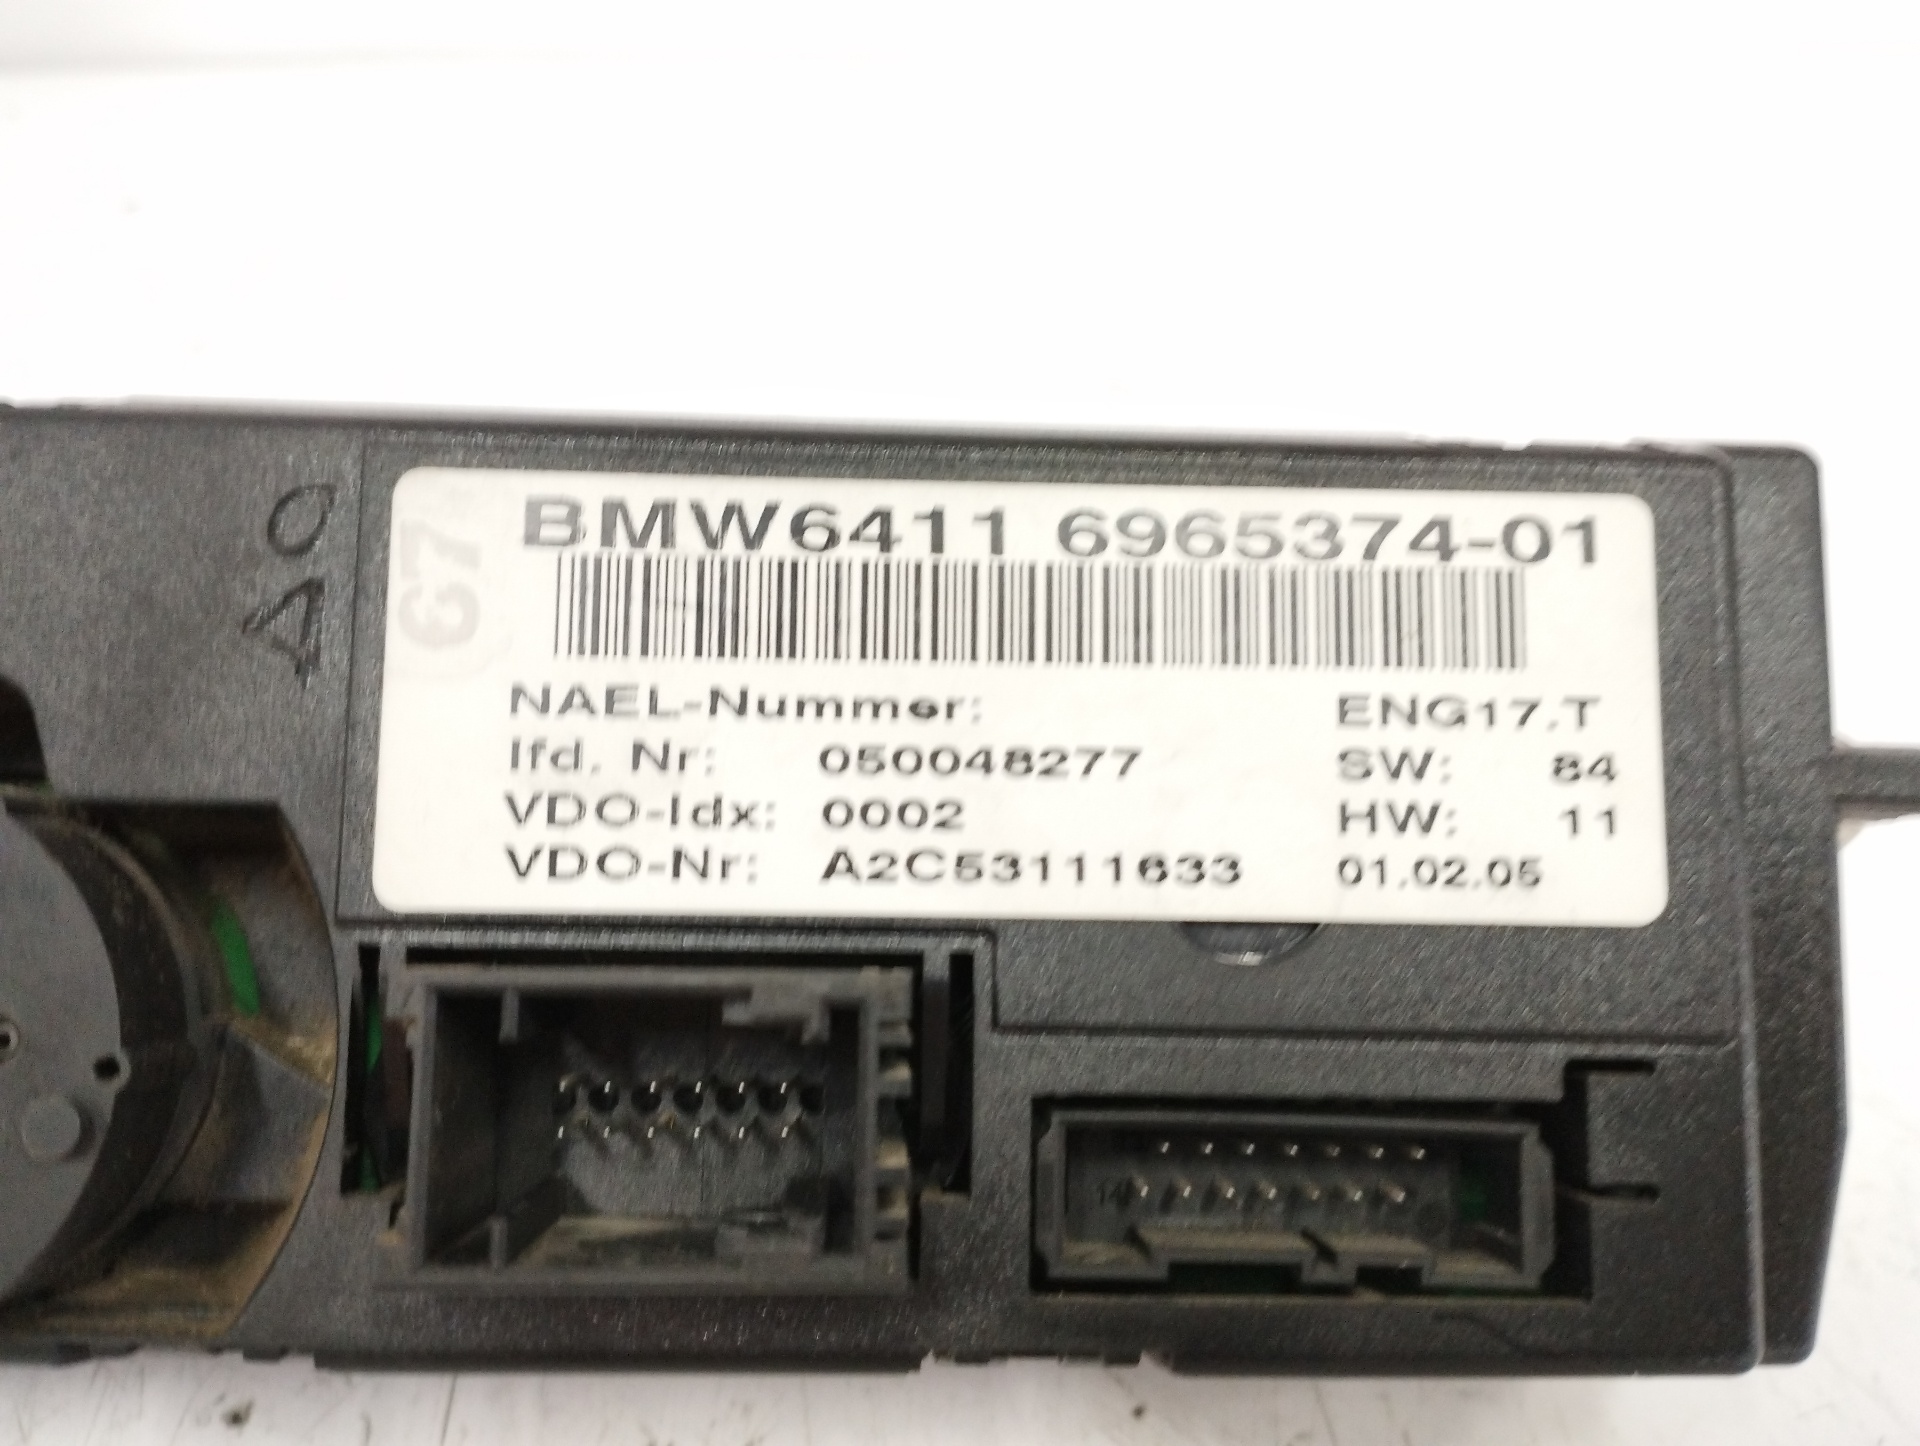 BMW6411 6965374-01
G7
NAEL-Nummer: ENG17.T
lfd. Nr: 050048277 SW: 84
VDO-Idx: 0002 HW: 11
VDO-Nr: A2C53111633 01.02.05
14